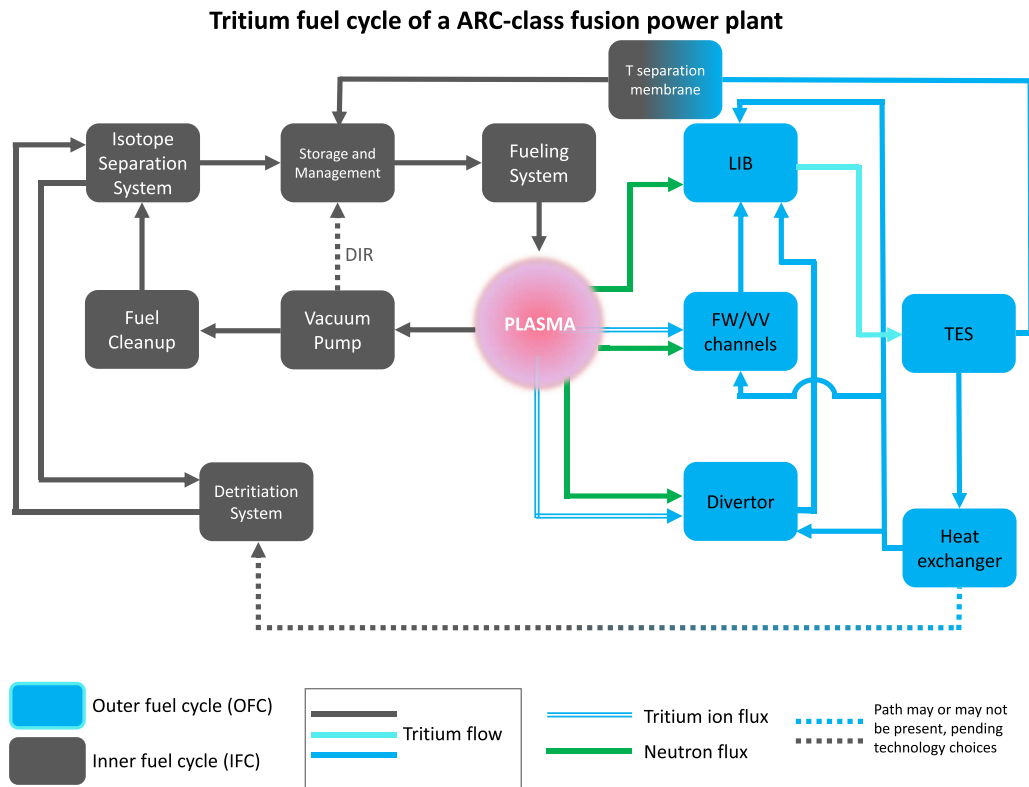 Tritium fuel cycle of a ARC-class fusion power plant
T separation
membrane
Isotope
Separation
System
Storage and
Management
Fueling
System
LIB
DIR
Fuel
Cleanup
Vacuum
Pump
PLASMA
FW/VV
channels
TES
Detritiation
System
Divertor
Heat
exchanger
Outer fuel cycle (OFC)
Inner fuel cycle (IFC)
Tritium flow
Tritium ion flux
Neutron flux
Path may or may not
be present, pending
technology choices